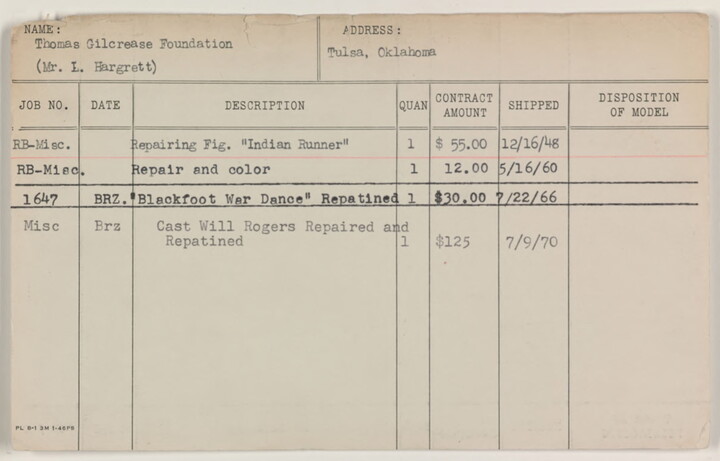 NAME: ADDRESS:
Thomas Gilcrease Foundation
Tulsa, Oklahoma
(Mr. L. Hargrett)
JOB NO. DATE DESCRIPTION QUAN CONTRACT AMOUNT SHIPPED DISPOSITION OF MODEL
RB-Misc. Repairing Fig. "Indian Runner" 1 $ 55.00 12/16/48
RB-Misc. Repair and color 1 12.00 5/16/60
1647 BRZ. "Blackfoot War Dance" Repatined 1 $30.00 7/22/66
Misc Brz Cast Will Rogers Repaired and
Repatined 1 $125 7/9/70